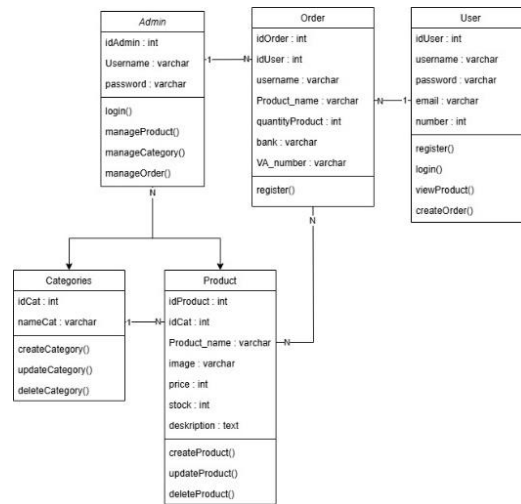 Admin
idAdmin : int
Username : varchar
password : varchar
login()
manageProduct()
manageCategory()
manageOrder()
1
N
Order
idOrder : int
idUser : int
username : varchar
Product_name : varchar
quantityProduct : int
bank : varchar
VA_number : varchar
register()
N
1
User
idUser : int
username : varchar
password : varchar
email : varchar
number : int
register()
login()
viewProduct()
createOrder()
N
N
Categories
idCat : int
nameCat : varchar
createCategory()
updateCategory()
deleteCategory()
1
N
Product
idProduct : int
idCat : int
Product_name : varchar
image : varchar
price : int
stock : int
deskription : text
createProduct()
updateProduct()
deleteProduct()
N